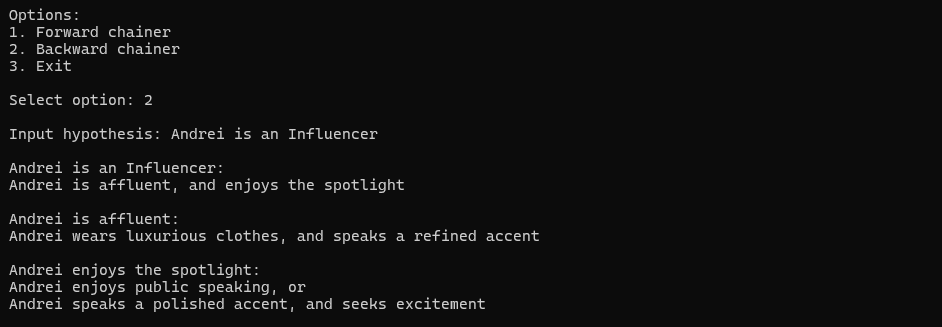 Options:
1. Forward chainer
2. Backward chainer
3. Exit
Select option: 2
Input hypothesis: Andrei is an Influencer
Andrei is an Influencer:
Andrei is affluent, and enjoys the spotlight
Andrei is affluent:
Andrei wears luxurious clothes, and speaks a refined accent
Andrei enjoys the spotlight:
Andrei enjoys public speaking, or
Andrei speaks a polished accent, and seeks excitement